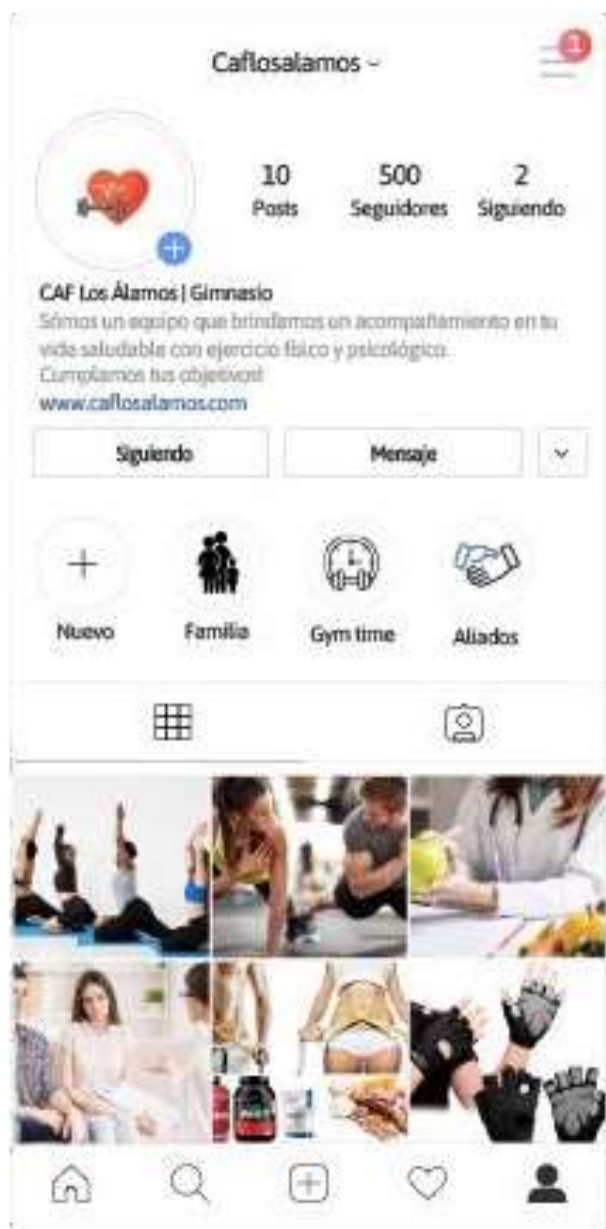 Caflosalamos
1
10
500
2
Posts
Seguidores
Siguiendo
CAF Los Álamos | Gimnasio
Sómos un equipo que brindamos un acompañamiento en tu
vida saludable con ejercicio físico y psicológico.
Cumplamos tus objetivos!
www.caflosalamos.com
Siguiendo
Mensaje
Nuevo
Familia
Gym time
Aliados